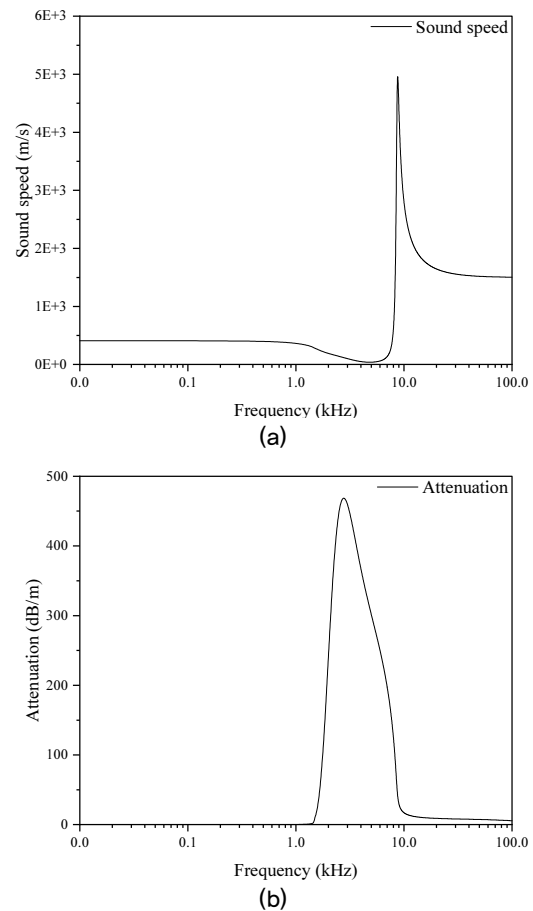 6E+3
Sound speed
5E+3
4E+3
3E+3
2E+3
1E+3
0E+0
Sound speed (m/s)
0.0 0.1 1.0 10.0 100.0
Frequency (kHz)
(a)
500
Attenuation
400
300
200
100
0
Attenuation (dB/m)
0.0 0.1 1.0 10.0 100.0
Frequency (kHz)
(b)